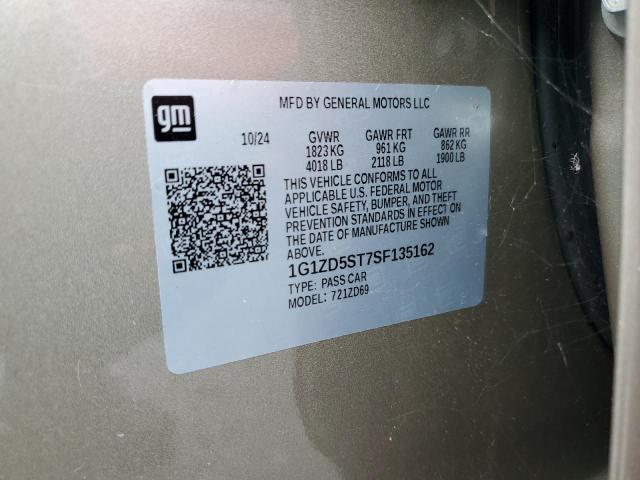 MFD BY GENERAL MOTORS LLC
gm
10/24 GVWR GAWR FRT GAWR RR
1823 KG 961 KG 862 KG
4018 LB 2118 LB 1900 LB
THIS VEHICLE CONFORMS TO ALL
APPLICABLE U.S. FEDERAL MOTOR
VEHICLE SAFETY, BUMPER, AND THEFT
PREVENTION STANDARDS IN EFFECT ON
THE DATE OF MANUFACTURE SHOWN ABOVE.
1G1ZD5ST7SF135162
TYPE: PASS CAR
MODEL: 721ZD69